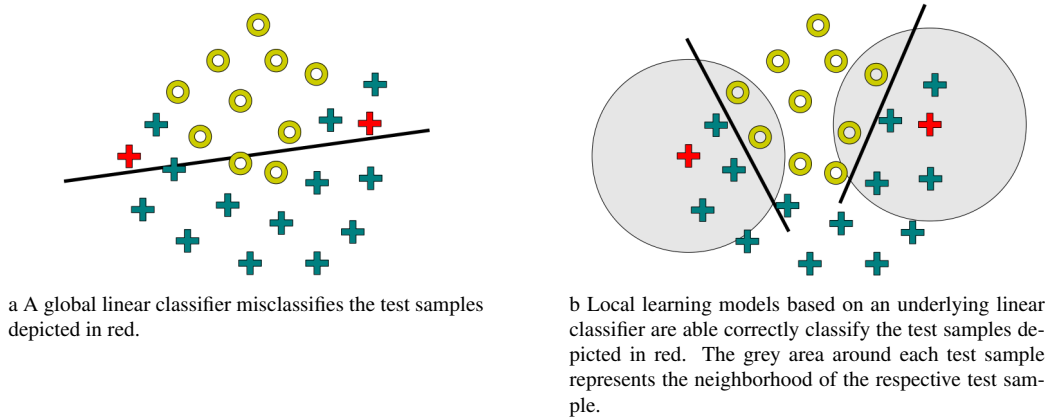 a A global linear classifier misclassifies the test samples
depicted in red.
b Local learning models based on an underlying linear
classifier are able correctly classify the test samples de-
picted in red. The grey area around each test sample
represents the neighborhood of the respective test sam-
ple.